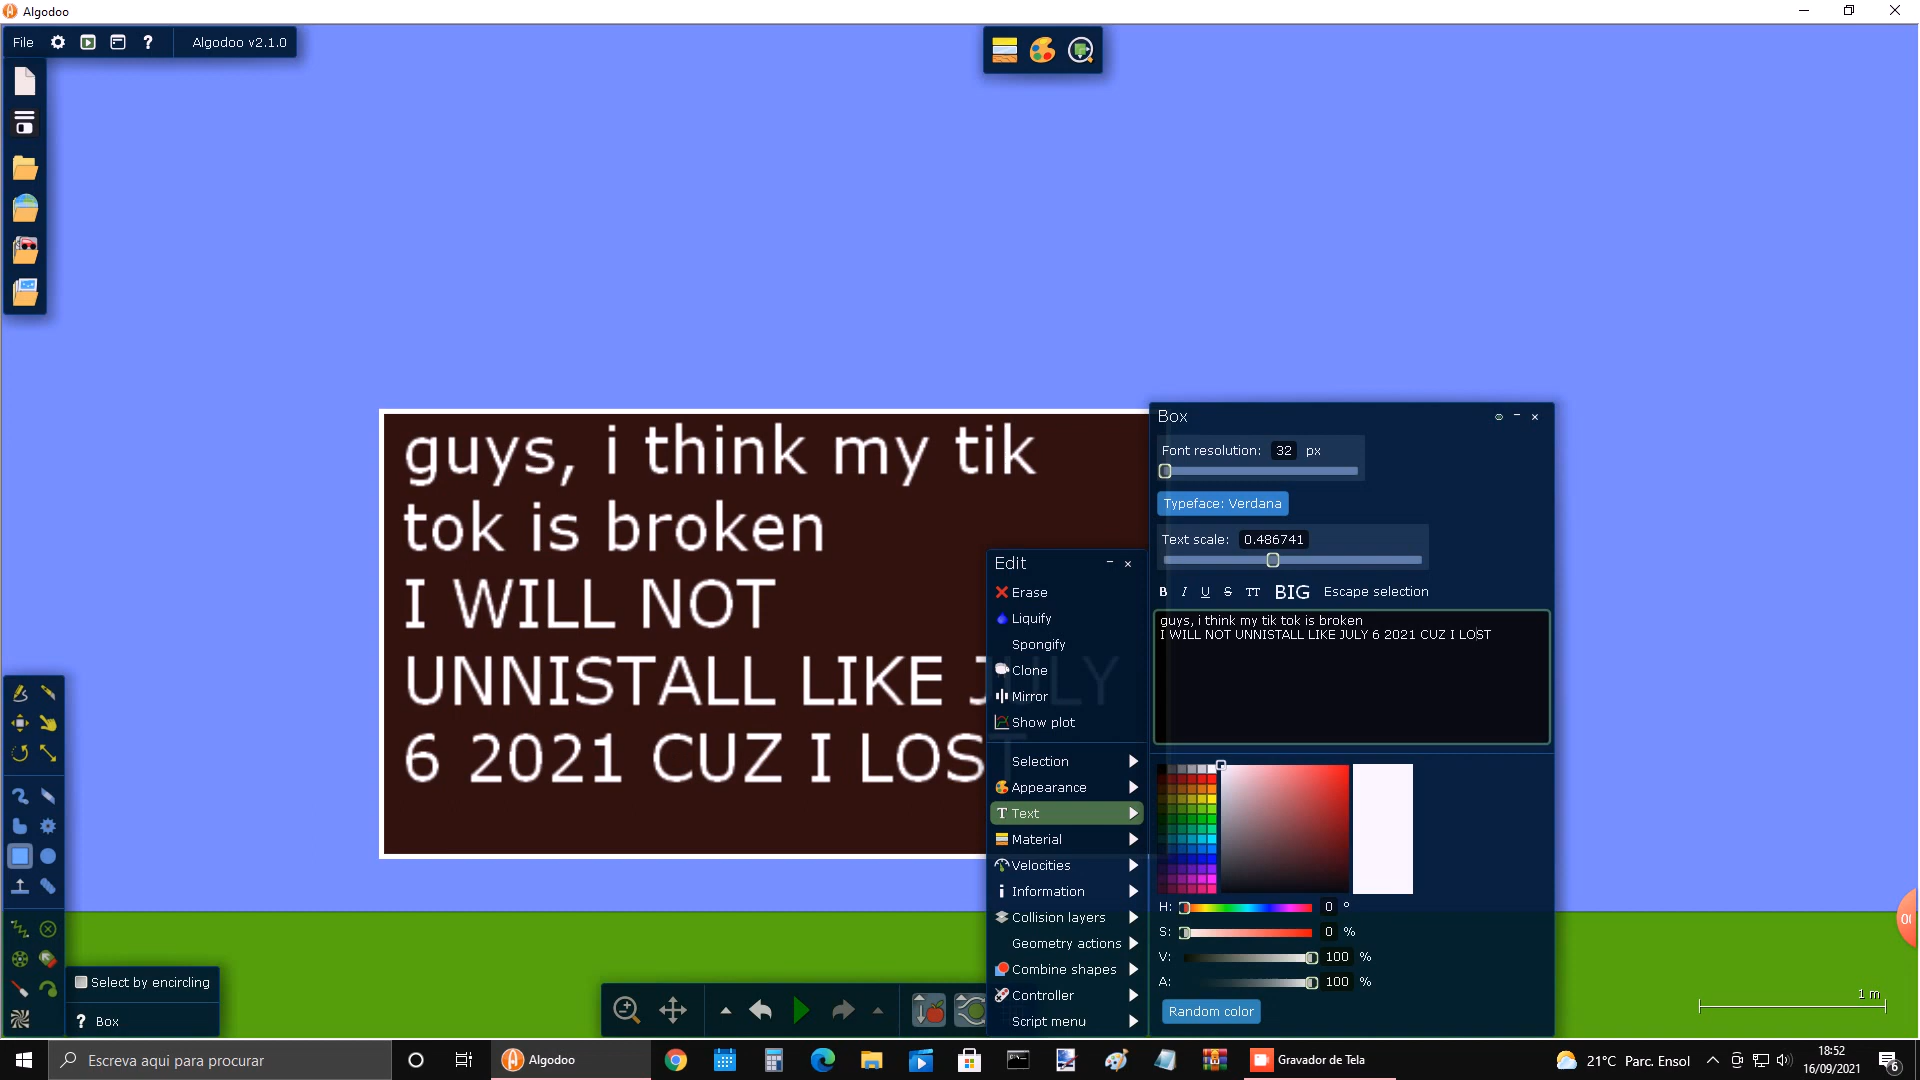 Algodoo
File
Algodoo v2.1.0
guys, i think my tik
tok is broken
I WILL NOT
UNNISTALL LIKE JULY
6 2021 CUZ I LOST
Edit
Erase
Liquify
Spongify
Clone
Mirror
Show plot
Selection
Appearance
T Text
Material
Velocities
Information
Collision layers
Geometry actions
Combine shapes
Controller
Script menu
Box
Font resolution: 32 px
Typeface: Verdana
Text scale: 0.486741
B I U S TT BIG Escape selection
guys, i think my tik tok is broken
I WILL NOT UNNISTALL LIKE JULY 6 2021 CUZ I LOST
H: 0 °
S: 0 %
V: 100 %
A: 100 %
Random color
1 m
Select by encircling
? Box
Escreva aqui para procurar
Algodoo
Gravador de Tela
21°C Parc. Ensol
18:52
16/09/2021
6